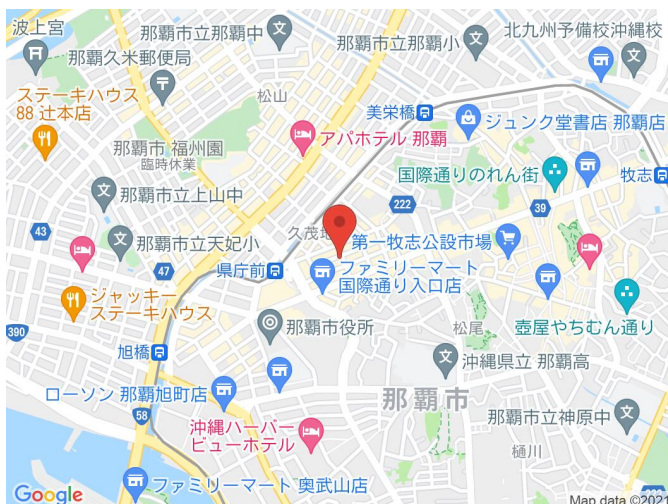 波上宮
那覇市立那覇中
北九州予備校沖縄校
那覇久米郵便局
那覇市立那覇小
ステーキハウス
88 辻本店
松山
美栄橋
アパホテル 那覇
ジュンク堂書店 那覇店
那覇市 福州園
臨時休業
国際通りのれん街
牧志
那覇市立上山中
222
39
43
久茂地
第一牧志公設市場
那覇市立天妃小
47
県庁前
ファミリーマート
国際通り入口店
ジャッキー
ステーキハウス
那覇市役所
松尾
壺屋やちむん通り
390
旭橋
沖縄県立 那覇高
ローソン 那覇旭町店
那覇市
58
沖縄ハーバー
ビューホテル
那覇市立神原中
樋川
ファミリーマート 奥武山店
Google
Map data ©202